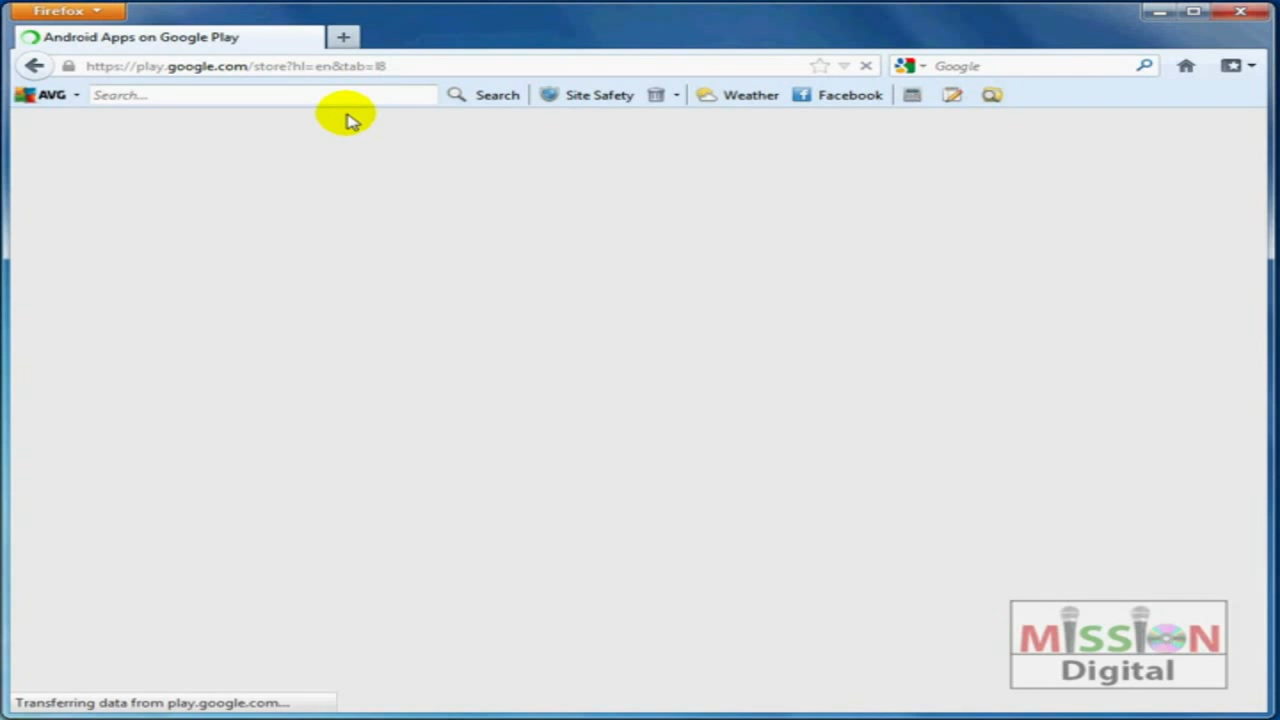 Firefox
Android Apps on Google Play
https://play.google.com/store?hl=en&tab=l8
Google
AVG Search... Search Site Safety Weather Facebook
MISSION
Digital
Transferring data from play.google.com...